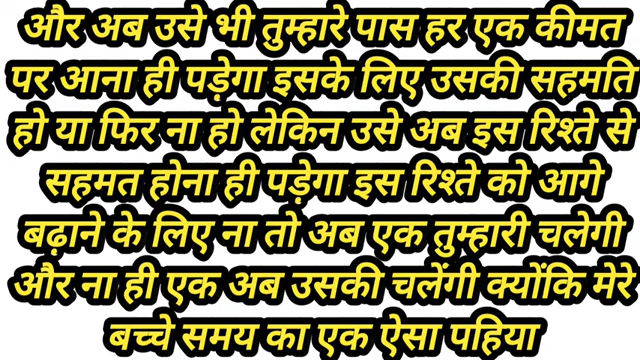 और अब उसे भी तुम्हारे पास हर एक कीमत
पर आना ही पड़ेगा इसके लिए उसकी सहमति
हो या फिर ना हो लेकिन उसे अब इस रिश्ते से
सहमत होना ही पड़ेगा इस रिश्ते को आगे
बढ़ाने के लिए ना तो अब एक तुम्हारी चलेगी
और ना ही एक अब उसकी चलेंगी क्योंकि मेरे
बच्चे समय का एक ऐसा पहिया